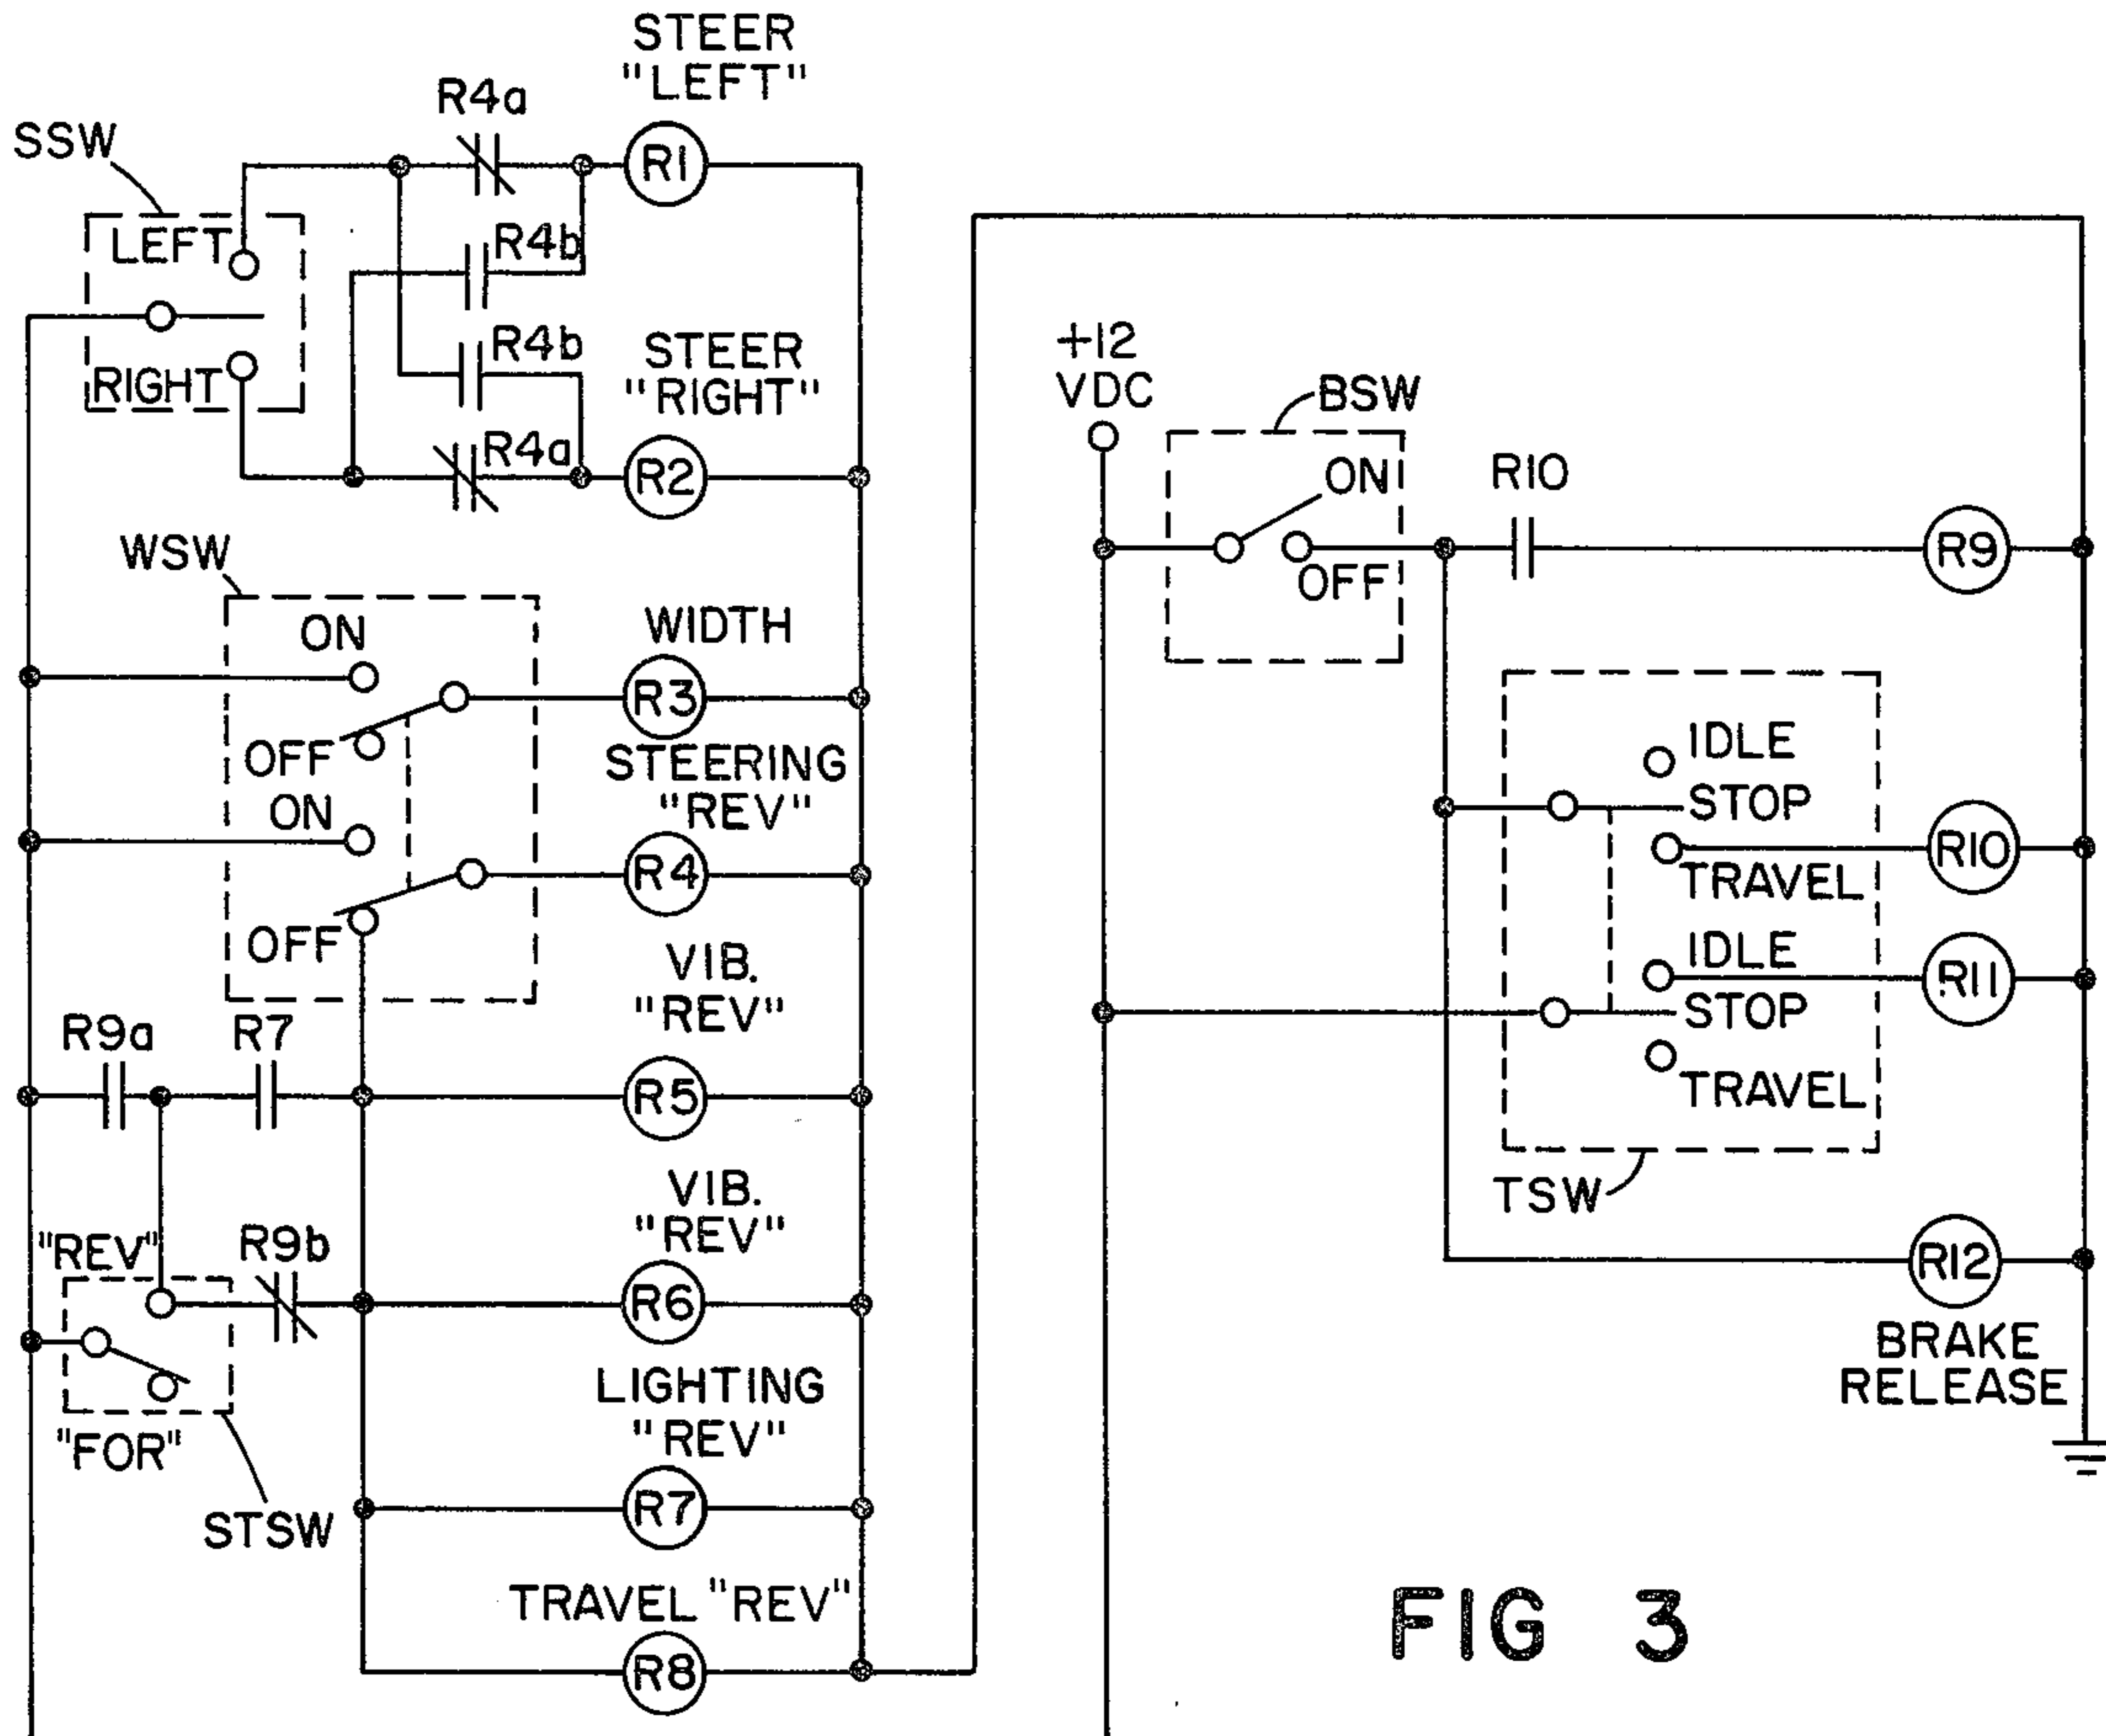 STEER
"LEFT"
R4a
SSW
R1
LEFT
R4b
RIGHT
R4b
STEER
"RIGHT"
R4a
R2
WSW
ON
WIDTH
R3
OFF
STEERING
"REV"
ON
R4
OFF
VIB.
"REV"
R9a
R7
R5
VIB.
"REV"
"REV"
R9b
R6
"FOR"
LIGHTING
"REV"
STSW
R7
TRAVEL "REV"
R8
+12
VDC
BSW
ON
R10
OFF
R9
IDLE
STOP
R10
TRAVEL
IDLE
R11
STOP
TRAVEL
TSW
R12
BRAKE
RELEASE
FIG 3